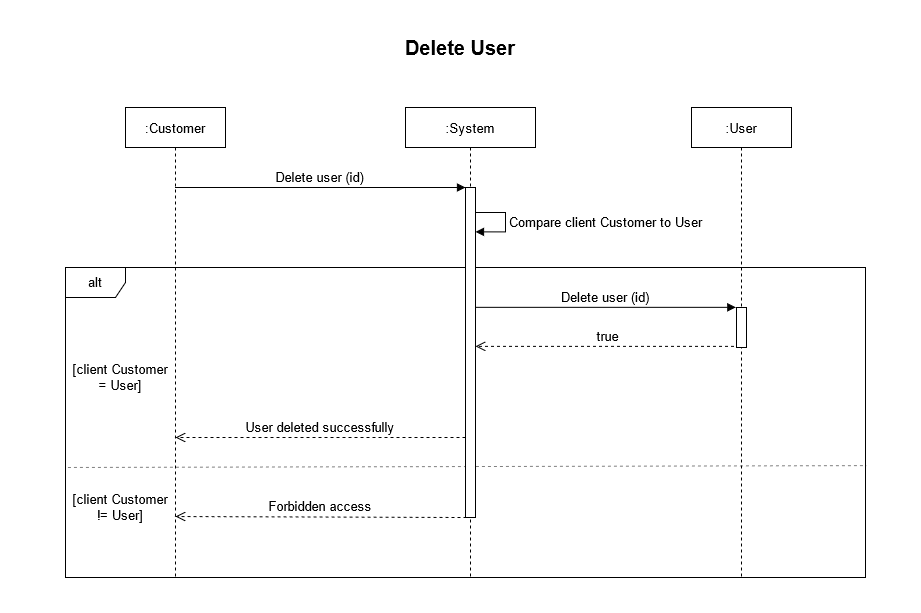 Delete User
:Customer
:System
:User
Delete user (id)
Compare client Customer to User
alt
Delete user (id)
true
[client Customer
= User]
User deleted successfully
[client Customer
!= User]
Forbidden access